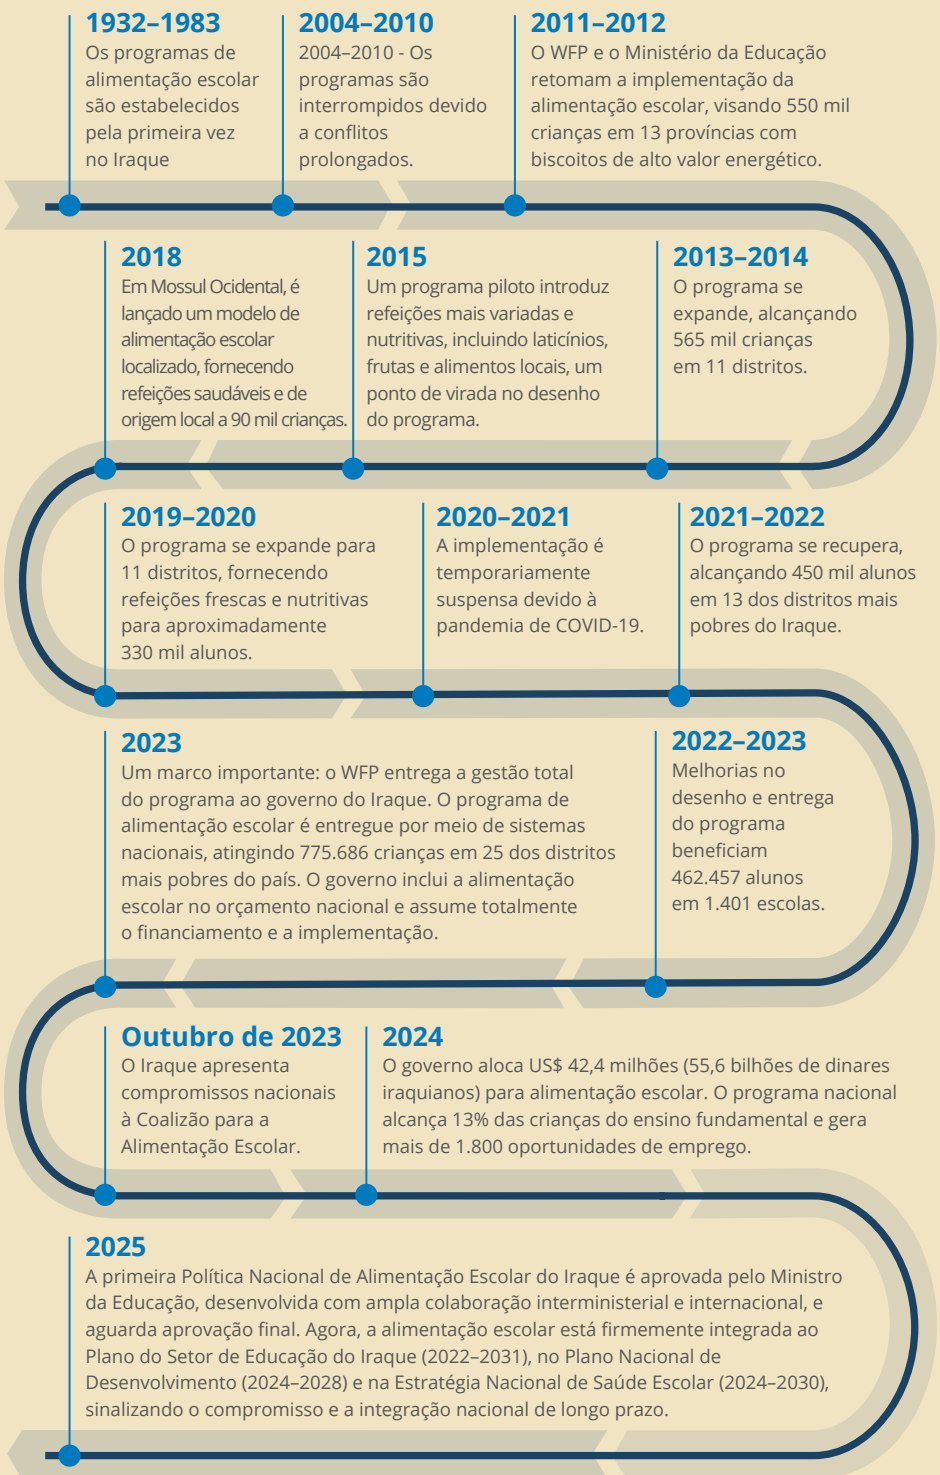 1932–1983
Os programas de
alimentação escolar
são estabelecidos
pela primeira vez
no Iraque
2004–2010
2004–2010 - Os
programas são
interrompidos devido
a conflitos
prolongados.
2011–2012
O WFP e o Ministério da Educação
retomam a implementação da
alimentação escolar, visando 550 mil
crianças em 13 províncias com
biscoitos de alto valor energético.
2013–2014
O programa se
expande, alcançando
565 mil crianças
em 11 distritos.
2015
Um programa piloto introduz
refeições mais variadas e
nutritivas, incluindo laticínios,
frutas e alimentos locais, um
ponto de virada no desenho
do programa.
2018
Em Mossul Ocidental, é
lançado um modelo de
alimentação escolar
localizado, fornecendo
refeições saudáveis e de
origem local a 90 mil crianças.
2019–2020
O programa se expande para
11 distritos, fornecendo
refeições frescas e nutritivas
para aproximadamente
330 mil alunos.
2020–2021
A implementação é
temporariamente
suspensa devido à
pandemia de COVID-19.
2021–2022
O programa se recupera,
alcançando 450 mil alunos
em 13 dos distritos mais
pobres do Iraque.
2022–2023
Melhorias no
desenho e entrega
do programa
beneficiam
462.457 alunos
em 1.401 escolas.
2023
Um marco importante: o WFP entrega a gestão total
do programa ao governo do Iraque. O programa de
alimentação escolar é entregue por meio de sistemas
nacionais, atingindo 775.686 crianças em 25 dos distritos
mais pobres do país. O governo inclui a alimentação
escolar no orçamento nacional e assume totalmente
o financiamento e a implementação.
Outubro de 2023
O Iraque apresenta
compromissos nacionais
à Coalizão para a
Alimentação Escolar.
2024
O governo aloca US$ 42,4 milhões (55,6 bilhões de dinares
iraquianos) para alimentação escolar. O programa nacional
alcança 13% das crianças do ensino fundamental e gera
mais de 1.800 oportunidades de emprego.
2025
A primeira Política Nacional de Alimentação Escolar do Iraque é aprovada pelo Ministro
da Educação, desenvolvida com ampla colaboração interministerial e internacional, e
aguarda aprovação final. Agora, a alimentação escolar está firmemente integrada ao
Plano do Setor de Educação do Iraque (2022–2031), no Plano Nacional de
Desenvolvimento (2024–2028) e na Estratégia Nacional de Saúde Escolar (2024–2030),
sinalizando o compromisso e a integração nacional de longo prazo.